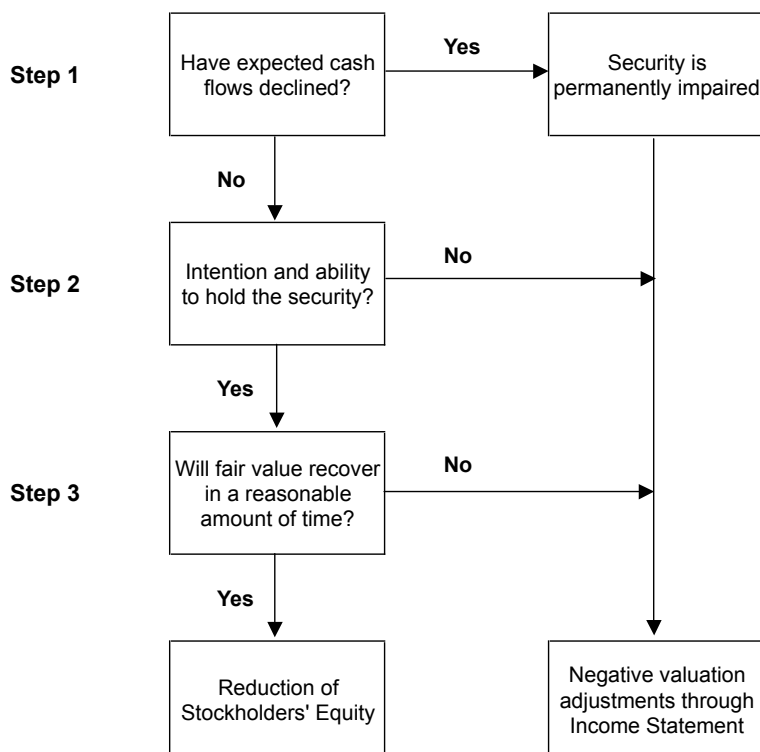 Step 1
Have expected cash
flows declined?
Yes
Security is
permanently impaired
No
Step 2
Intention and ability
to hold the security?
No
Yes
Step 3
Will fair value recover
in a reasonable
amount of time?
No
Yes
Reduction of
Stockholders' Equity
Negative valuation
adjustments through
Income Statement